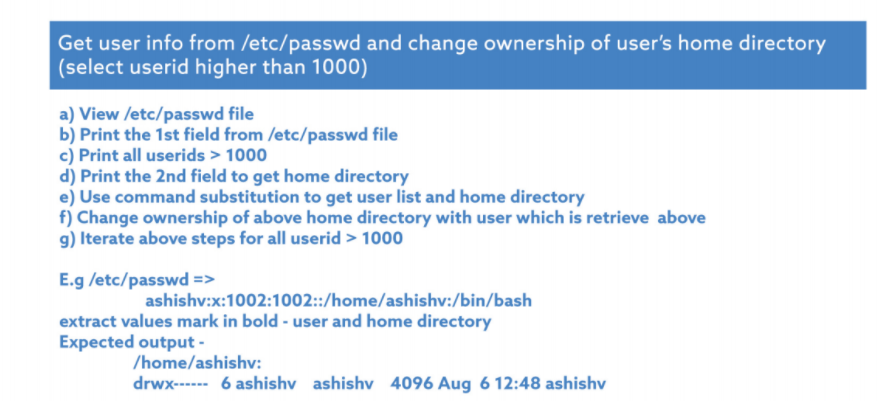 Get user info from /etc/passwd and change ownership of user's home directory
(select userid higher than 1000)
a) View /etc/passwd file
b) Print the 1st field from /etc/passwd file
c) Print all userids > 1000
d) Print the 2nd field to get home directory
e) Use command substitution to get user list and home directory
f) Change ownership of above home directory with user which is retrieve above
g) Iterate above steps for all userid > 1000
E.g /etc/passwd =>
ashishv:x:1002:1002::/home/ashishv:/bin/bash
extract values mark in bold - user and home directory
Expected output -
/home/ashishv:
drwx------ 6 ashishv ashishv 4096 Aug 6 12:48 ashishv